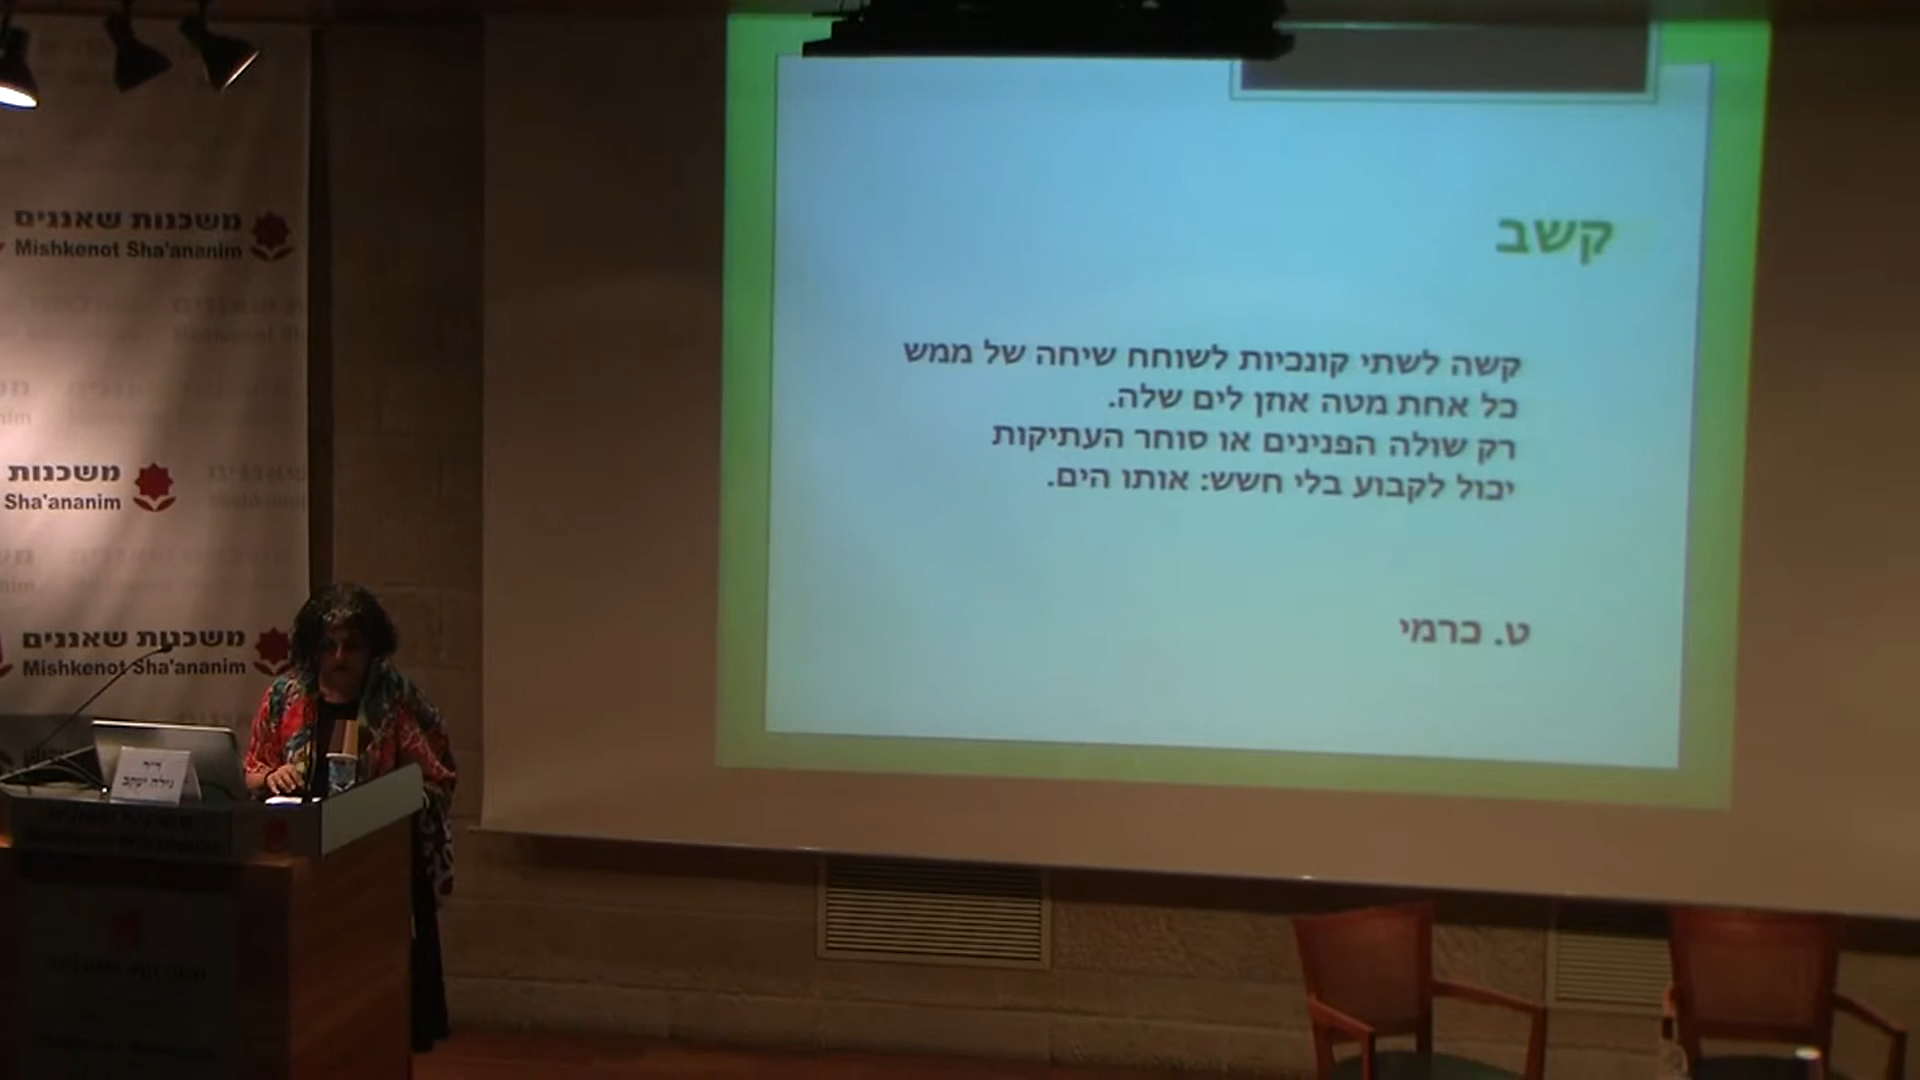 משכנות שאננים
Mishkenot Sha'ananim
משכנות
Sha'ananim
משכנות שאננים
Mishkenot Sha'ananim
ד"ר
גילה יעקב
קשב
קשה לשתי קונכיות לשוחח שיחה של ממש
כל אחת מטה אוזן לים שלה.
רק שולה הפנינים או סוחר העתיקות
יכול לקבוע בלי חשש: אותו הים.
ט. כרמי